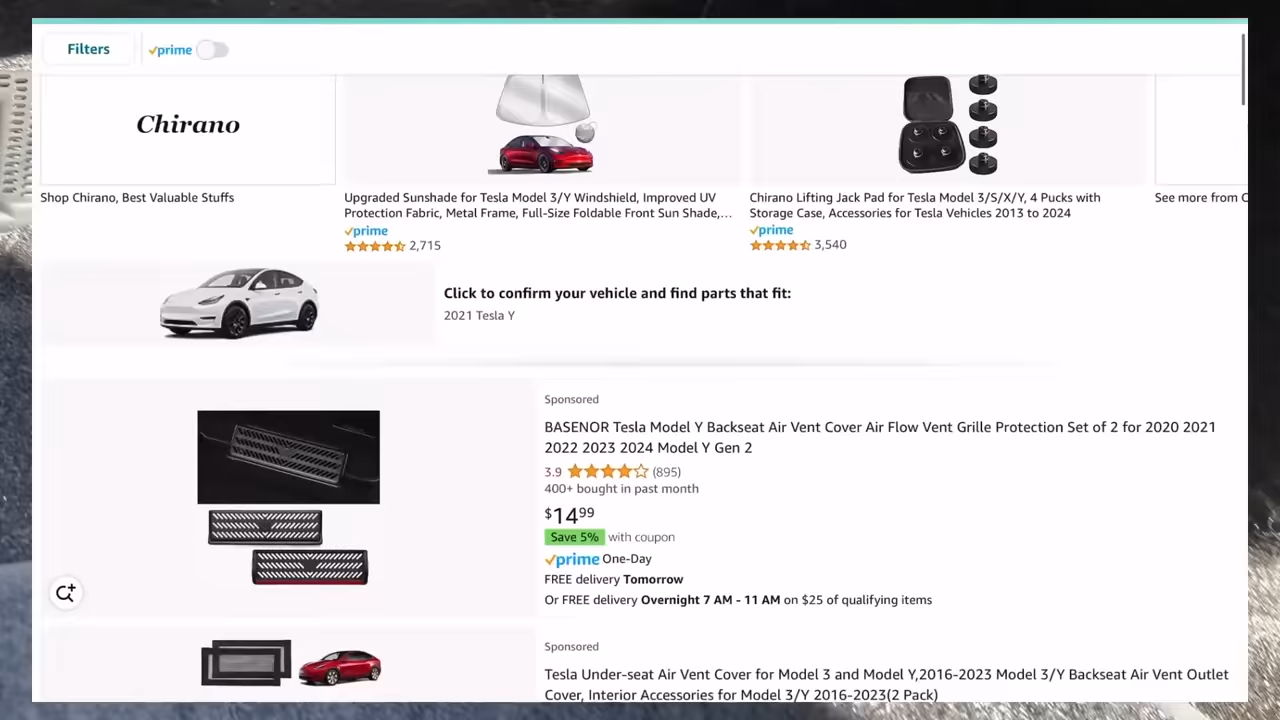 Filters
prime
Chirano
Shop Chirano, Best Valuable Stuffs
Upgraded Sunshade for Tesla Model 3/Y Windshield, Improved UV
Protection Fabric, Metal Frame, Full-Size Foldable Front Sun Shade,...
prime
2,715
Chirano Lifting Jack Pad for Tesla Model 3/S/X/Y, 4 Pucks with
Storage Case, Accessories for Tesla Vehicles 2013 to 2024
prime
3,540
See more from C
Click to confirm your vehicle and find parts that fit:
2021 Tesla Y
Sponsored
BASENOR Tesla Model Y Backseat Air Vent Cover Air Flow Vent Grille Protection Set of 2 for 2020 2021
2022 2023 2024 Model Y Gen 2
3.9 (895)
400+ bought in past month
$14.99
Save 5% with coupon
prime One-Day
FREE delivery Tomorrow
Or FREE delivery Overnight 7 AM - 11 AM on $25 of qualifying items
Sponsored
Tesla Under-seat Air Vent Cover for Model 3 and Model Y,2016-2023 Model 3/Y Backseat Air Vent Outlet
Cover, Interior Accessories for Model 3/Y 2016-2023(2 Pack)